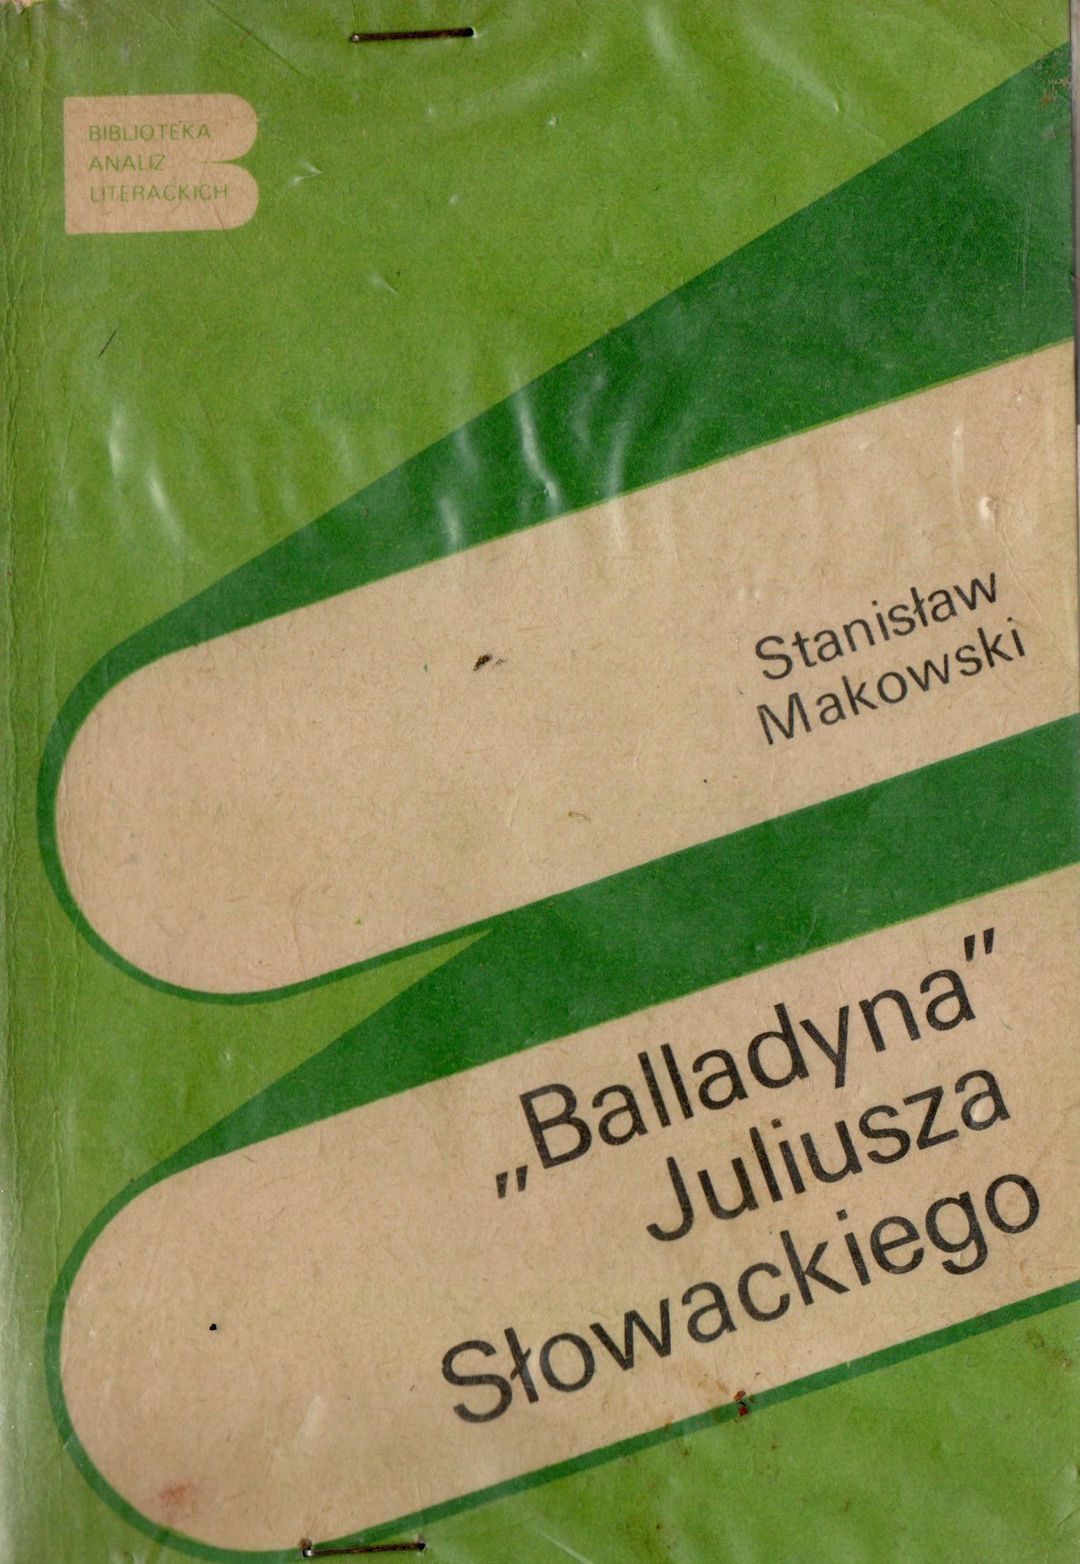 BIBLIOTEKA
ANALIZ
LITERACKICH
Stanisław
Makowski
„Balladyna”
Juliusza
Słowackiego